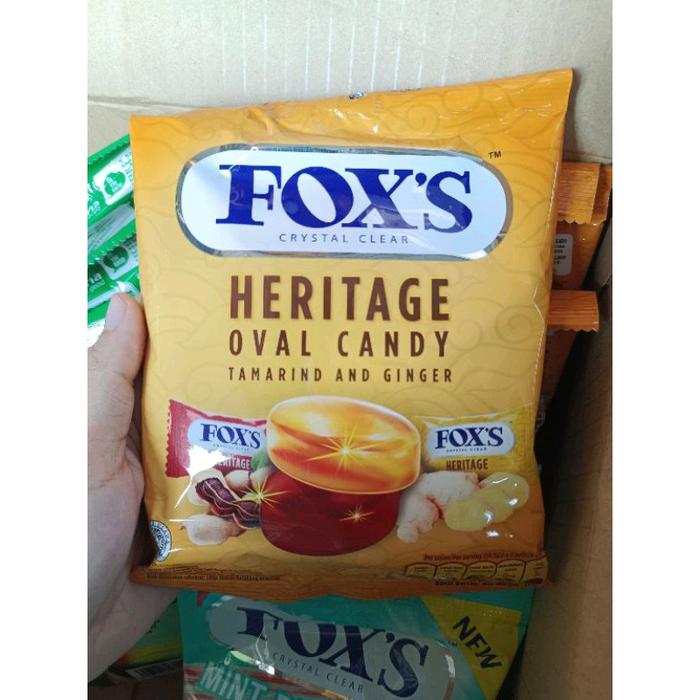 FOX'S
TM
CRYSTAL CLEAR
HERITAGE
OVAL CANDY
TAMARIND AND GINGER
FOX'S
CRYSTAL CLEAR
HERITAGE
FOX'S
CRYSTAL CLEAR
HERITAGE
FOX'S
CRYSTAL CLEAR
NEW